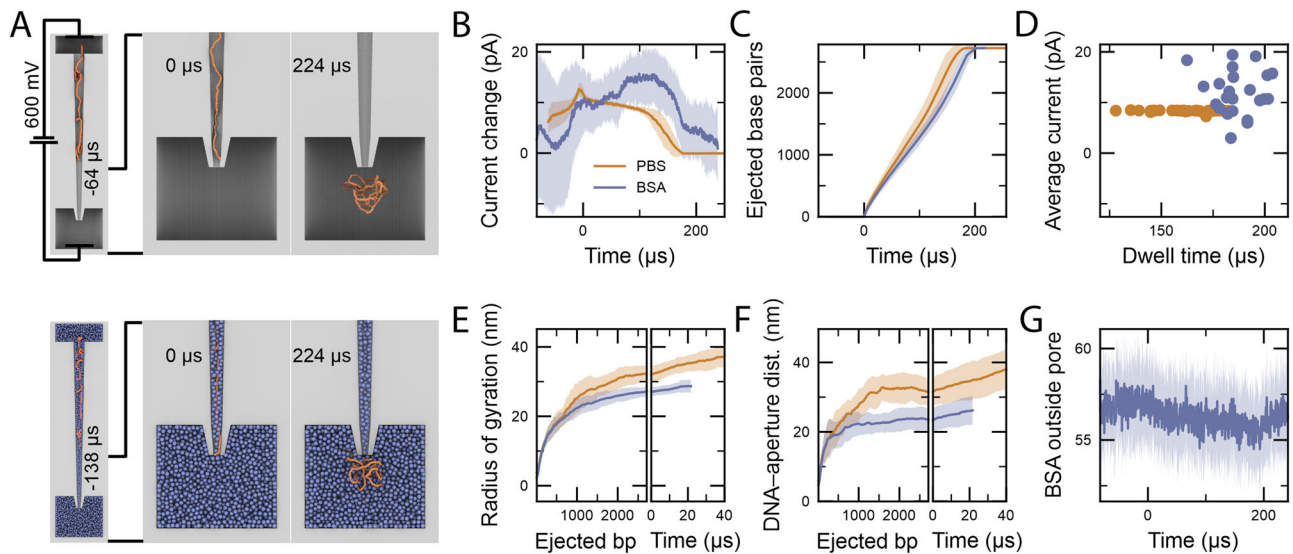 A
600 mV
-64 µs
0 µs
224 µs
-138 µs
0 µs
224 µs
B
Current change (pA)
20
0
PBS
BSA
0
200
Time (µs)
C
Ejected base pairs
2000
1000
0
0
200
Time (µs)
D
Average current (pA)
20
0
150
200
Dwell time (µs)
E
Radius of gyration (nm)
60
40
20
0
1000
2000
0
20
40
Ejected bp
Time (µs)
F
DNA–aperture dist. (nm)
60
40
20
0
1000
2000
0
20
40
Ejected bp
Time (µs)
G
BSA outside pore
60
55
0
200
Time (µs)